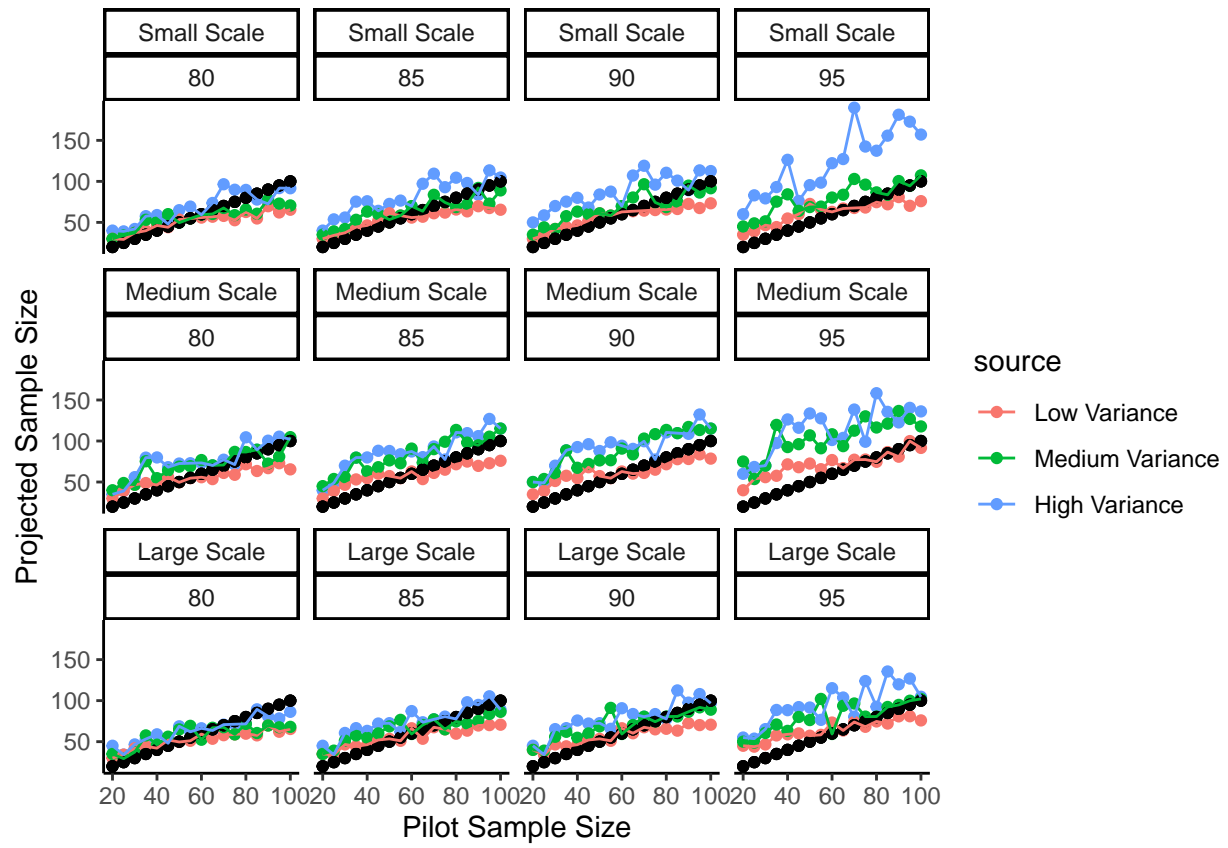 Small Scale Small Scale Small Scale Small Scale
80 85 90 95
150
100
50
Medium Scale Medium Scale Medium Scale Medium Scale
80 85 90 95
150
100
50
Large Scale Large Scale Large Scale Large Scale
80 85 90 95
150
100
50
20 40 60 80 100 20 40 60 80 100 20 40 60 80 100 20 40 60 80 100
Pilot Sample Size
Projected Sample Size
source
Low Variance
Medium Variance
High Variance